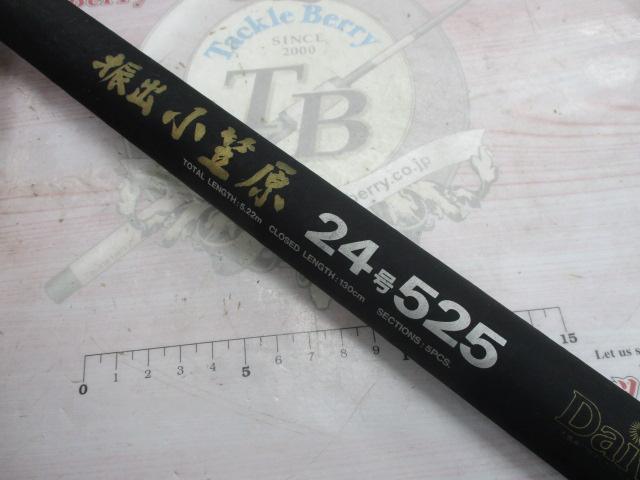 Tackle Berry
SINCE
2000
TB
berry.co.jp
振出小笠原
TOTAL LENGTH:5.22m CLOSED LENGTH:130cm SECTIONS:5PCS.
24号525
0 1 2 3 4 5 6 7 8 9 15
Let us s